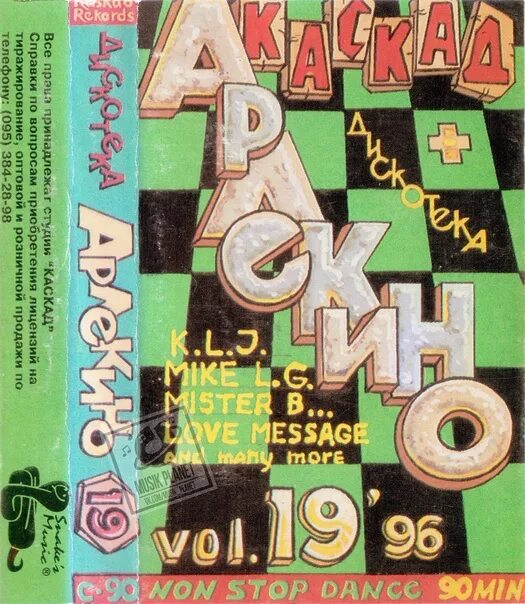 Все права принадлежат студии "КАСКАД"
Справки по вопросам приобретения лицензий на
тиражирование, оптовой и розничной продажи по
телефону: (095) 384-28-98
Snake's
Music ®
Kaskad
Rekords
Дискотека
Арлекино
19
c-90
КАСКАД
+
Дискотека
Арлекино
K.L.J.
MIKE L.G.
MISTER B...
LOVE MESSAGE
and many more
vol. 19'96
NON STOP DANCE 90MIN
MUSIK PLANET